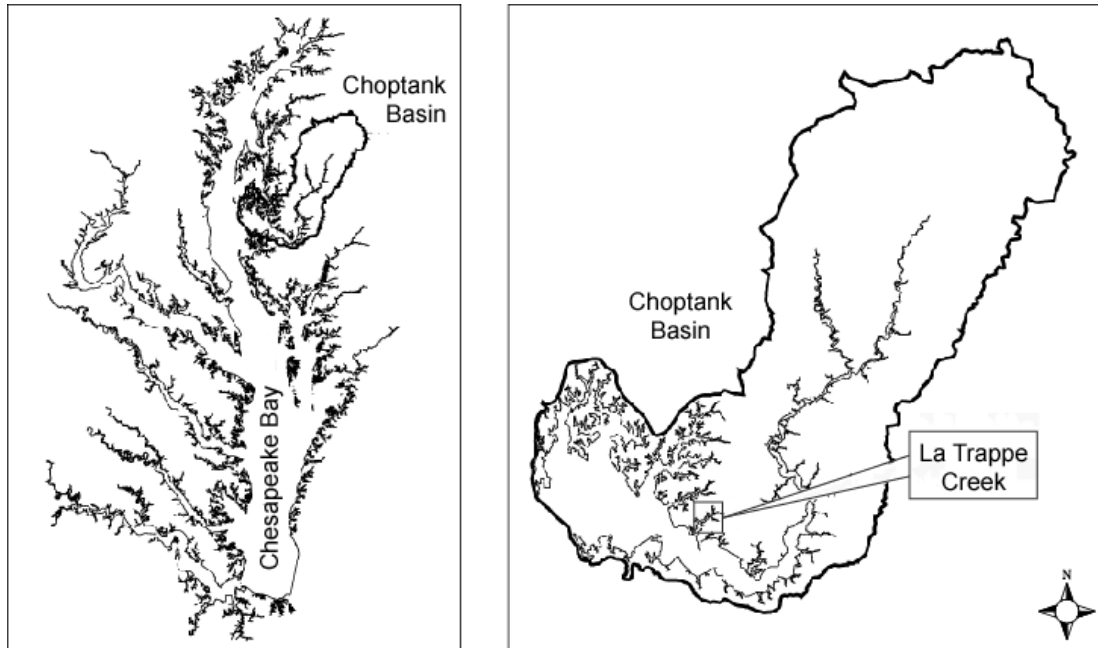 Choptank
Basin
Chesapeake Bay
Choptank
Basin
La Trappe
Creek
N